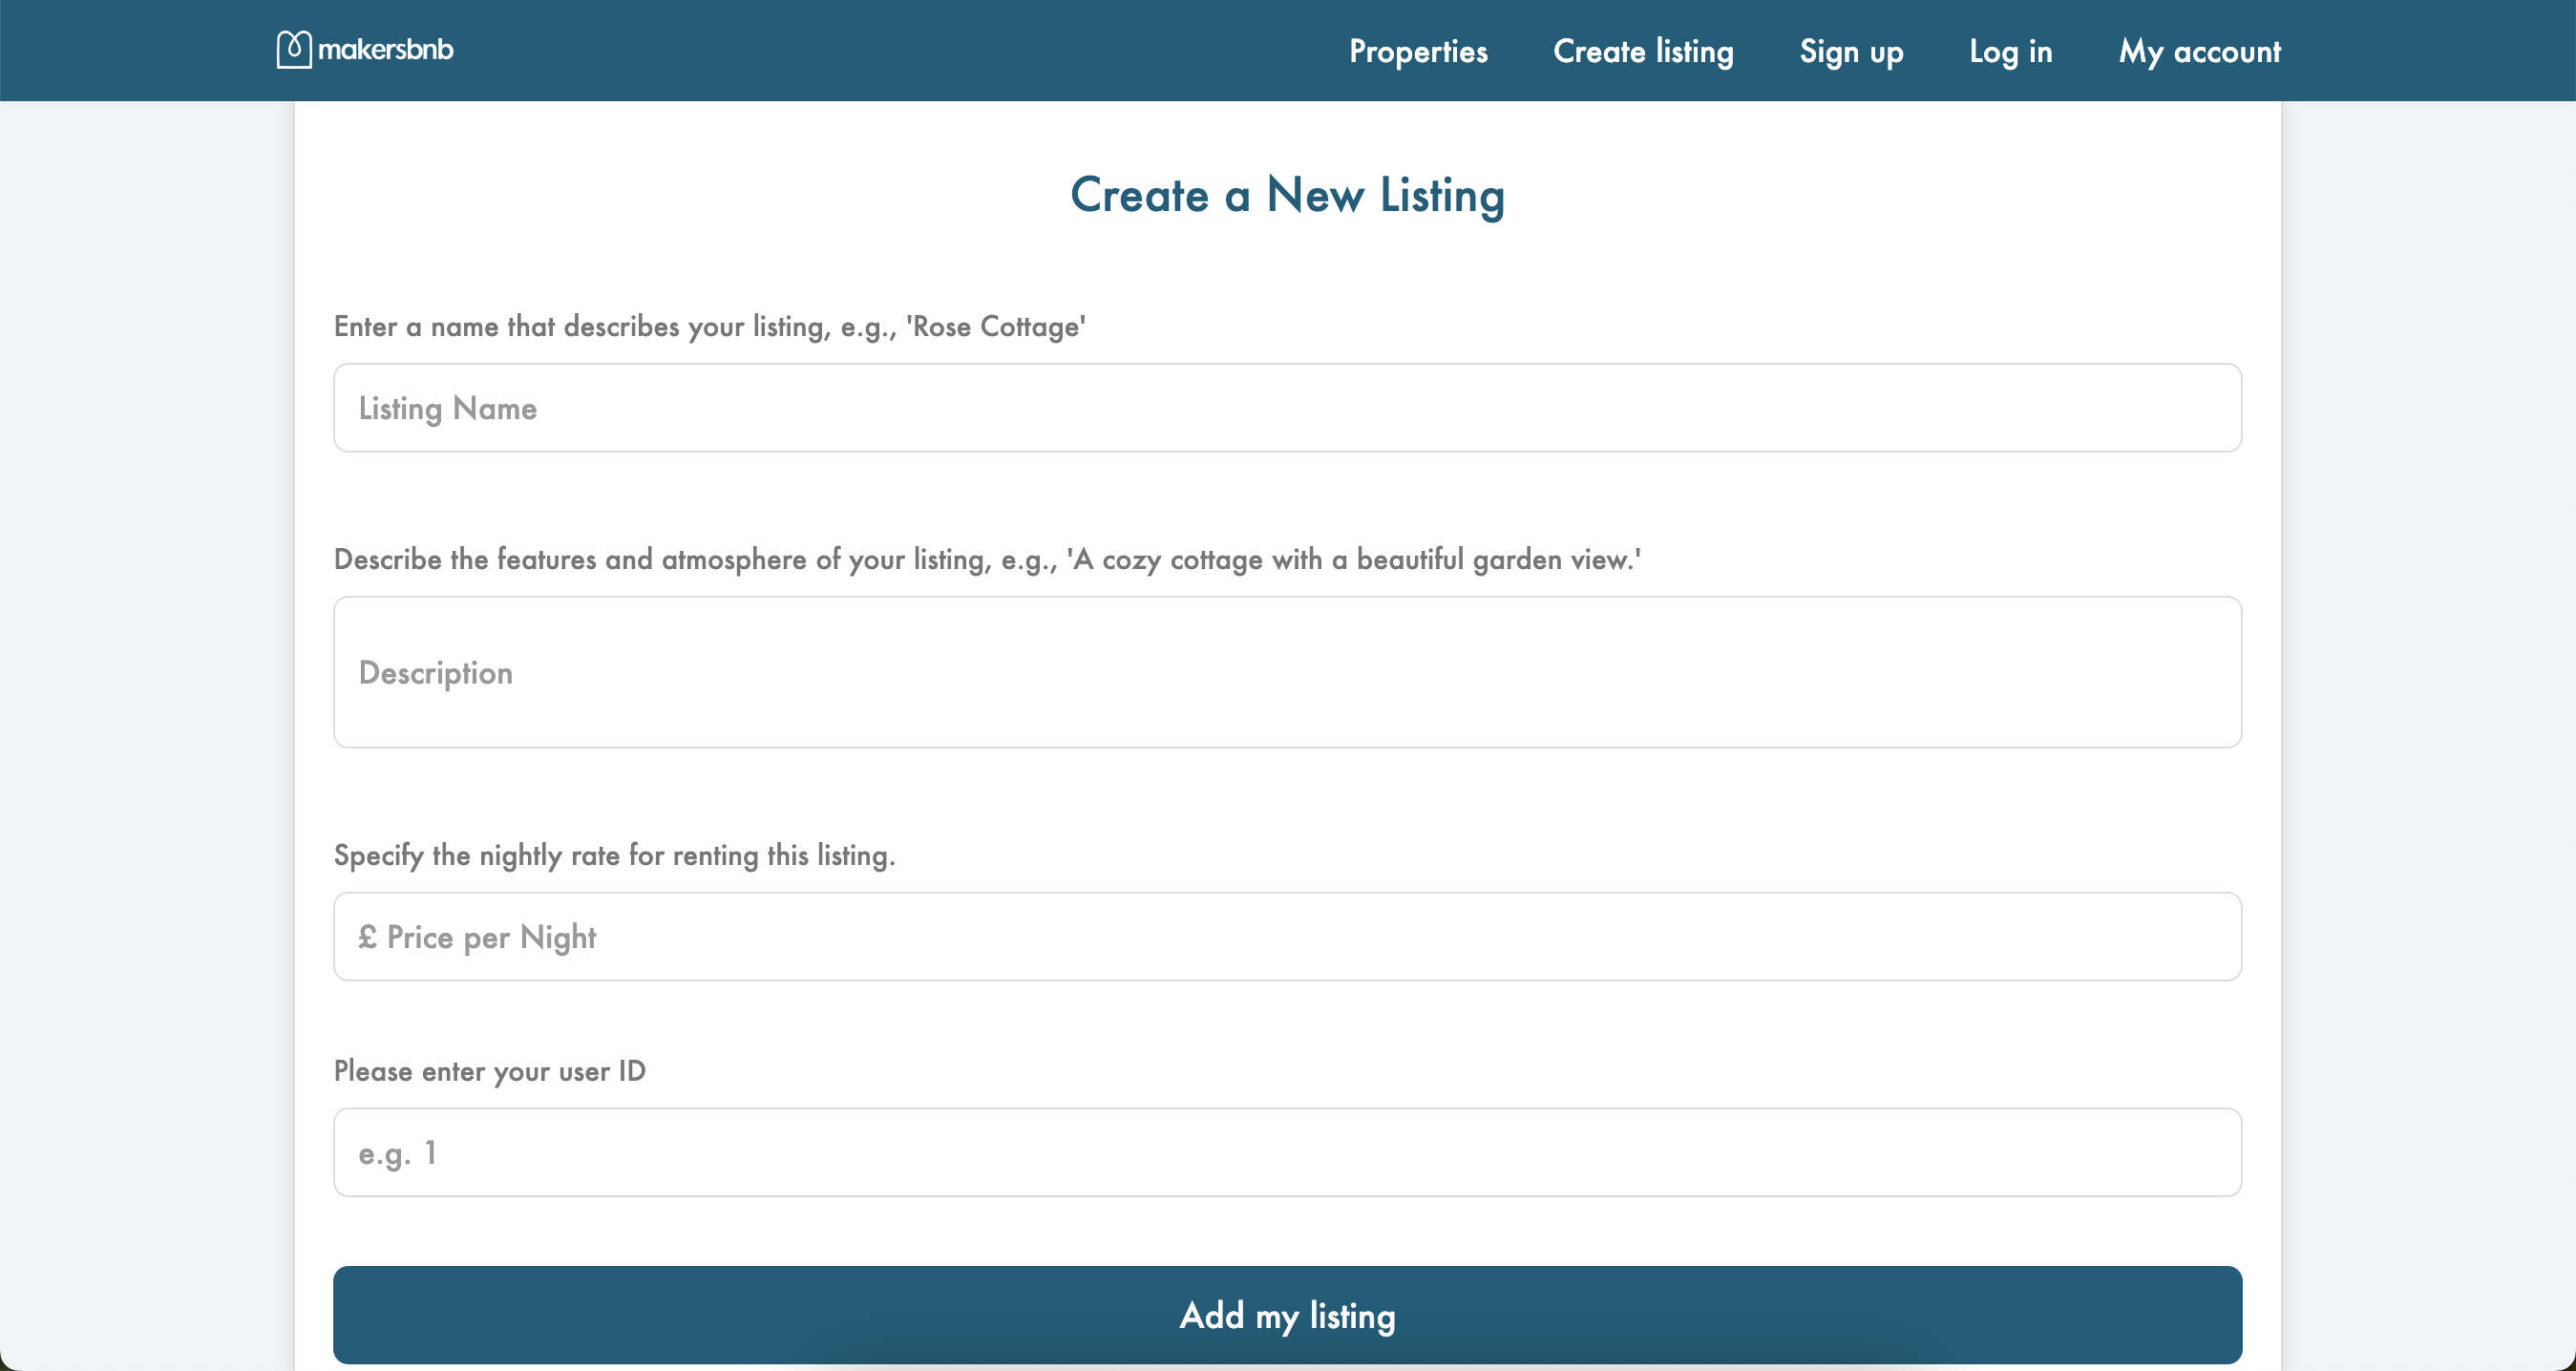 makersbnb
Properties Create listing Sign up Log in My account
Create a New Listing
Enter a name that describes your listing, e.g., 'Rose Cottage'
Listing Name
Describe the features and atmosphere of your listing, e.g., 'A cozy cottage with a beautiful garden view.'
Description
Specify the nightly rate for renting this listing.
£ Price per Night
Please enter your user ID
e.g. 1
Add my listing